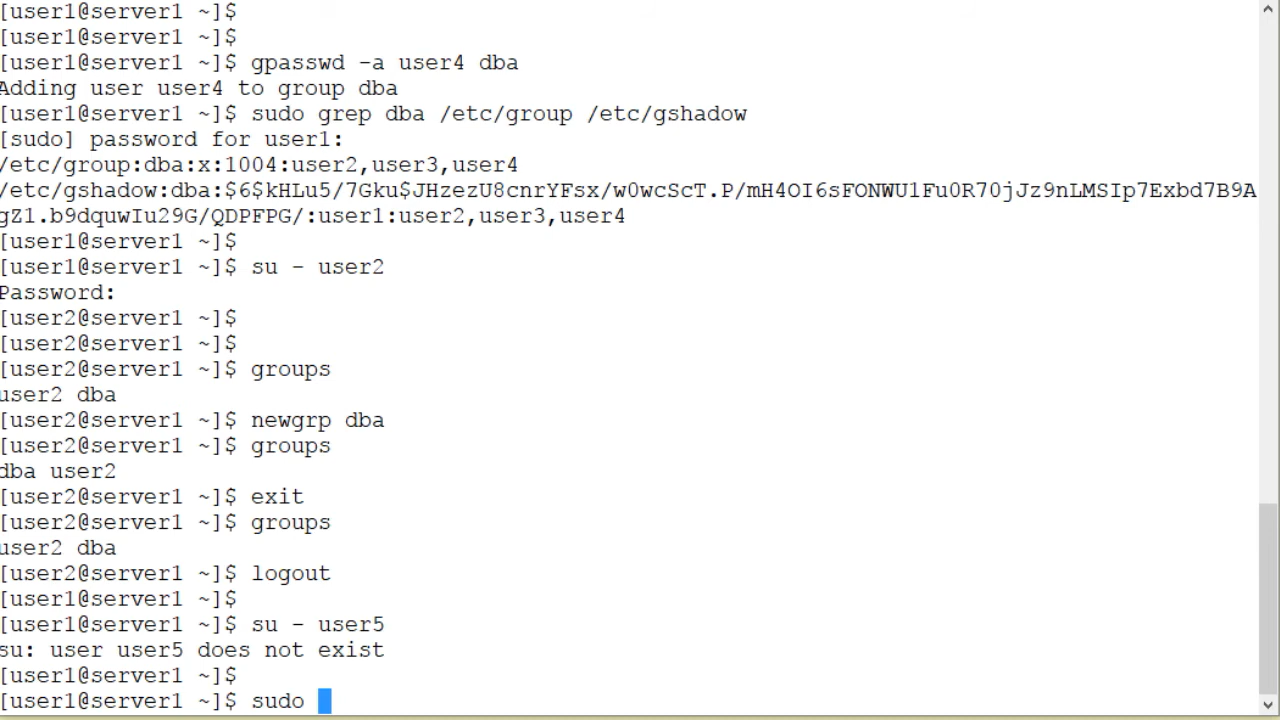 [user1@server1 ~]$
[user1@server1 ~]$
[user1@server1 ~]$ gpasswd -a user4 dba
Adding user user4 to group dba
[user1@server1 ~]$ sudo grep dba /etc/group /etc/gshadow
[sudo] password for user1:
/etc/group:dba:x:1004:user2,user3,user4
/etc/gshadow:dba:$6$kHLu5/7Gku$JHzezU8cnrYFsx/w0wcScT.P/mH4OI6sFONWU1Fu0R70jJz9nLMSIp7Exbd7B9A
gZ1.b9dquwIu29G/QDPFPG/:user1:user2,user3,user4
[user1@server1 ~]$
[user1@server1 ~]$ su - user2
Password:
[user2@server1 ~]$
[user2@server1 ~]$
[user2@server1 ~]$ groups
user2 dba
[user2@server1 ~]$ newgrp dba
[user2@server1 ~]$ groups
dba user2
[user2@server1 ~]$ exit
[user2@server1 ~]$ groups
user2 dba
[user2@server1 ~]$ logout
[user1@server1 ~]$
[user1@server1 ~]$ su - user5
su: user user5 does not exist
[user1@server1 ~]$
[user1@server1 ~]$ sudo